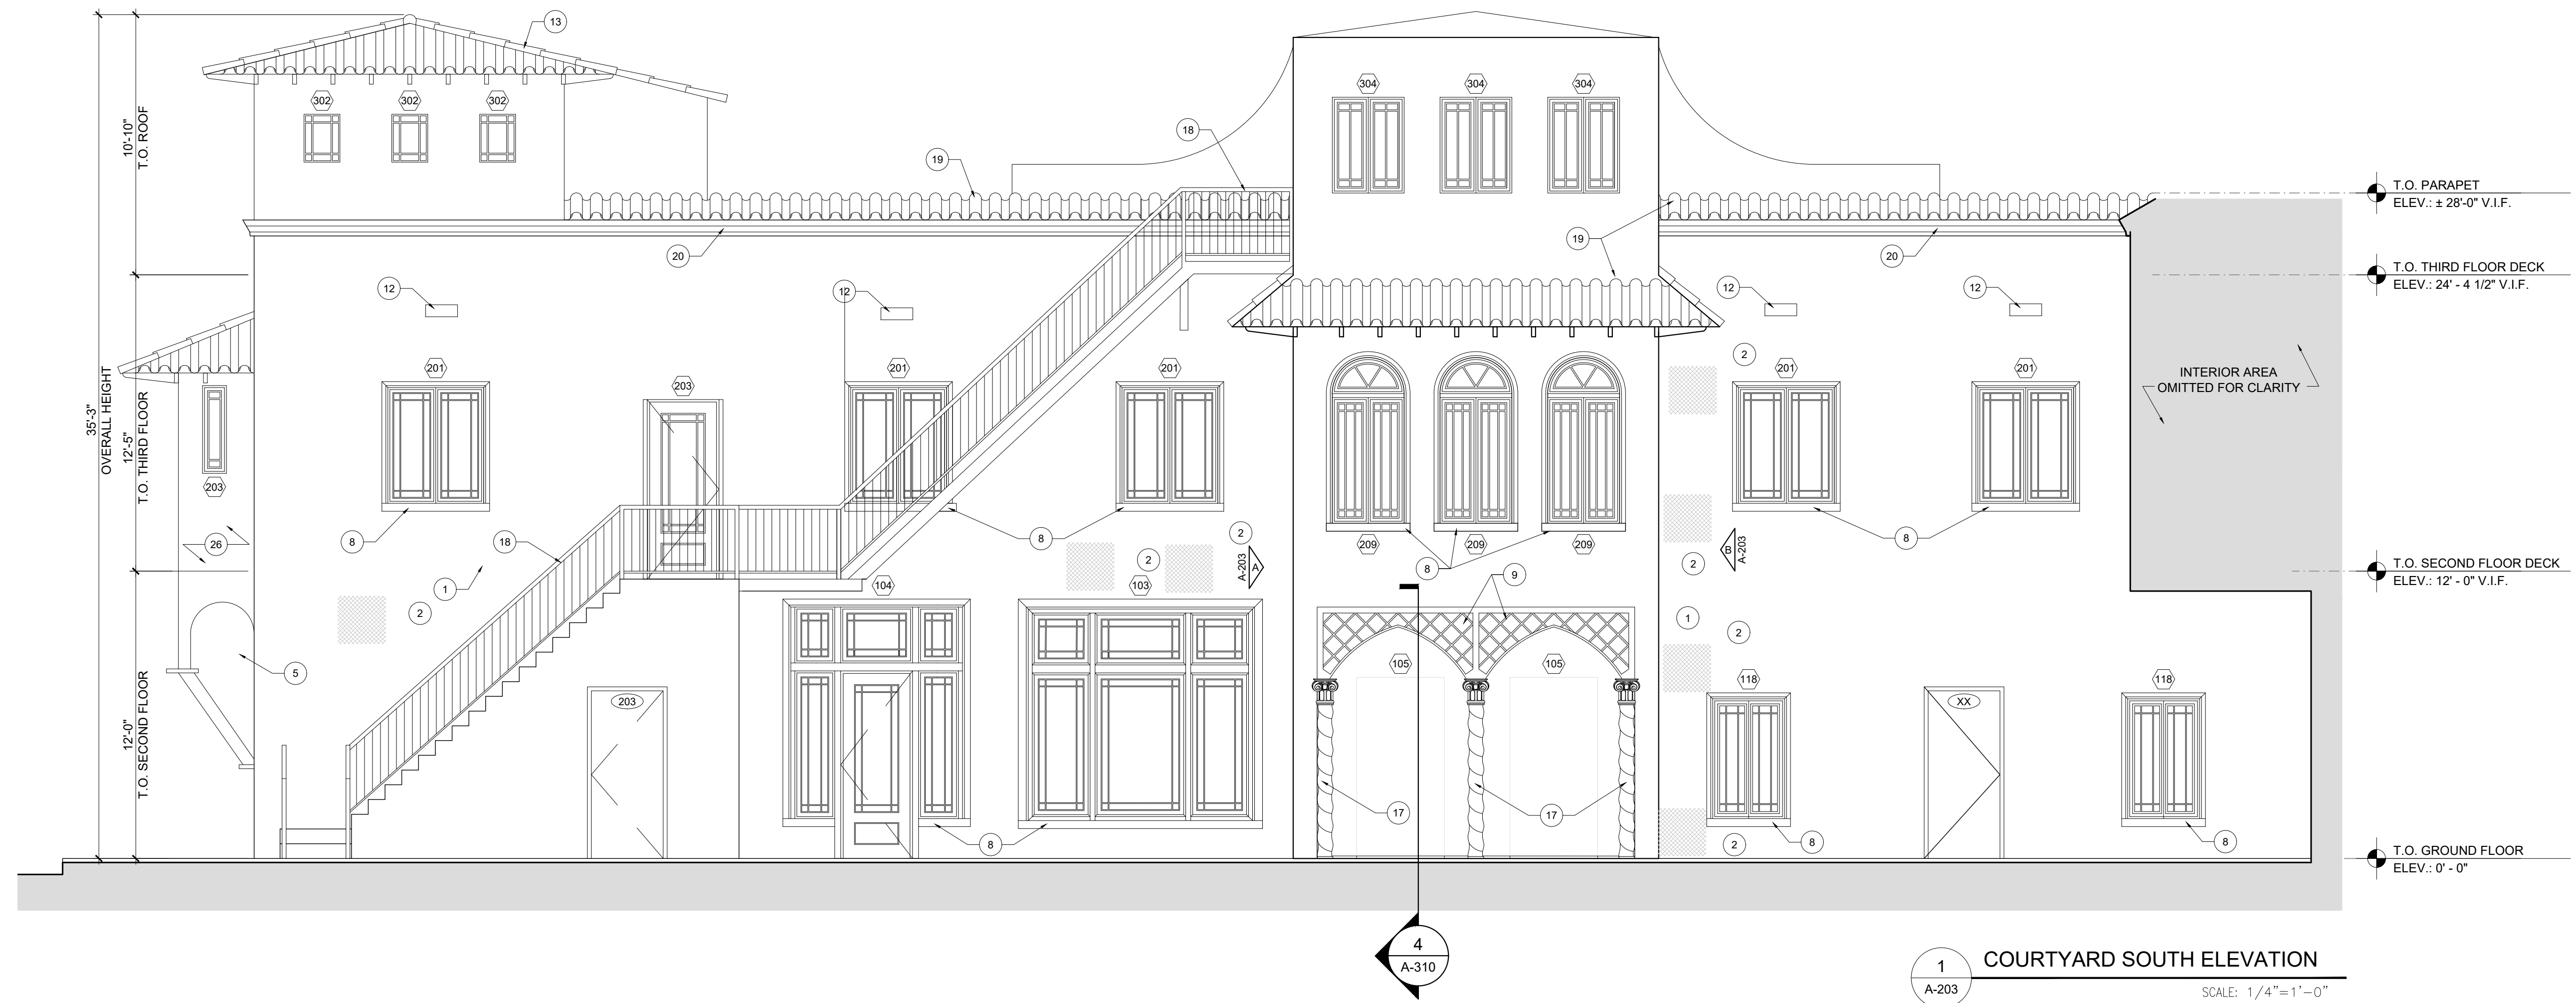 13
302
302
302
304
304
304
10'-10"
T.O. ROOF
18
19
T.O. PARAPET
ELEV.: ± 28'-0" V.I.F.
20
19
20
T.O. THIRD FLOOR DECK
ELEV.: 24' - 4 1/2" V.I.F.
12
12
12
12
35'-3"
OVERALL HEIGHT
12'-5"
T.O. THIRD FLOOR
201
203
201
201
2
201
201
INTERIOR AREA
OMITTED FOR CLARITY
203
26
8
18
8
2
209
209
209
8
8
A-203
A
B
A-203
2
2
1
2
104
103
8
9
T.O. SECOND FLOOR DECK
ELEV.: 12' - 0" V.I.F.
1
2
5
105
105
118
118
12'-0"
T.O. SECOND FLOOR
203
XX
17
17
8
2
8
8
T.O. GROUND FLOOR
ELEV.: 0' - 0"
4
A-310
1
A-203
COURTYARD SOUTH ELEVATION
SCALE: 1/4"=1'-0"